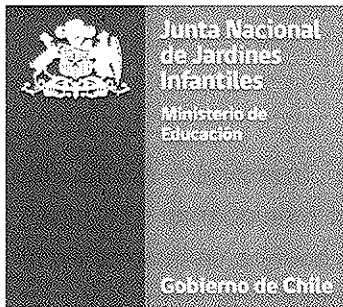 Junta Nacional
de Jardines
Infantiles
Ministerio de
Educación
Gobierno de Chile